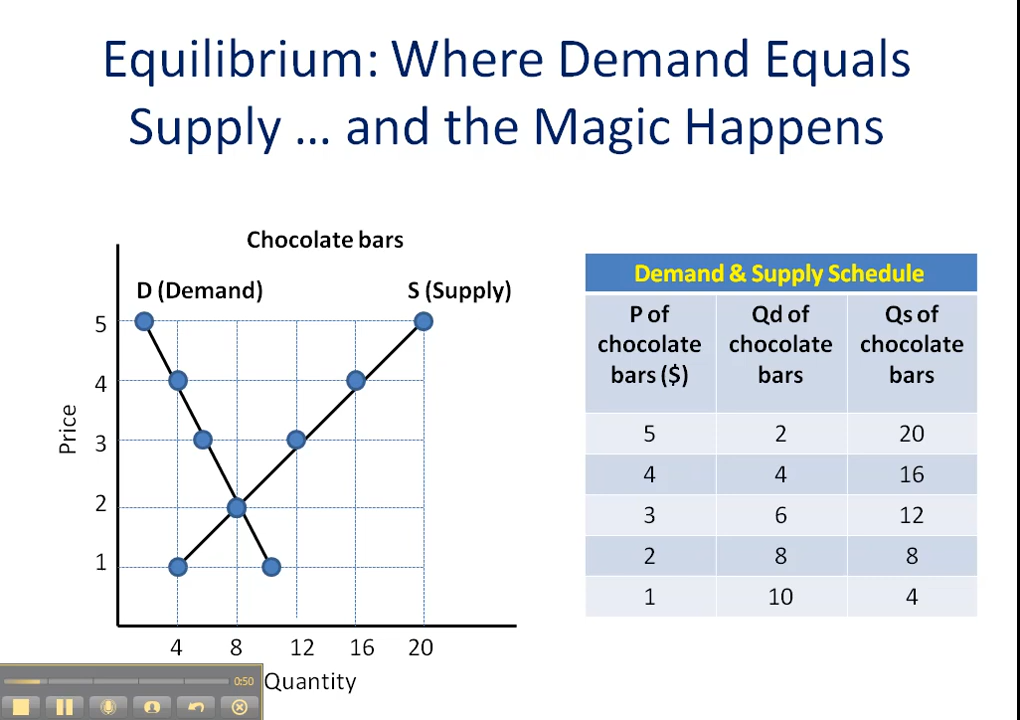 Equilibrium: Where Demand Equals
Supply … and the Magic Happens
Chocolate bars
D (Demand)
S (Supply)
5
4
3
2
1
Price
4 8 12 16 20
Quantity
Demand & Supply Schedule
P of chocolate bars ($) Qd of chocolate bars Qs of chocolate bars
5 2 20
4 4 16
3 6 12
2 8 8
1 10 4
0:50